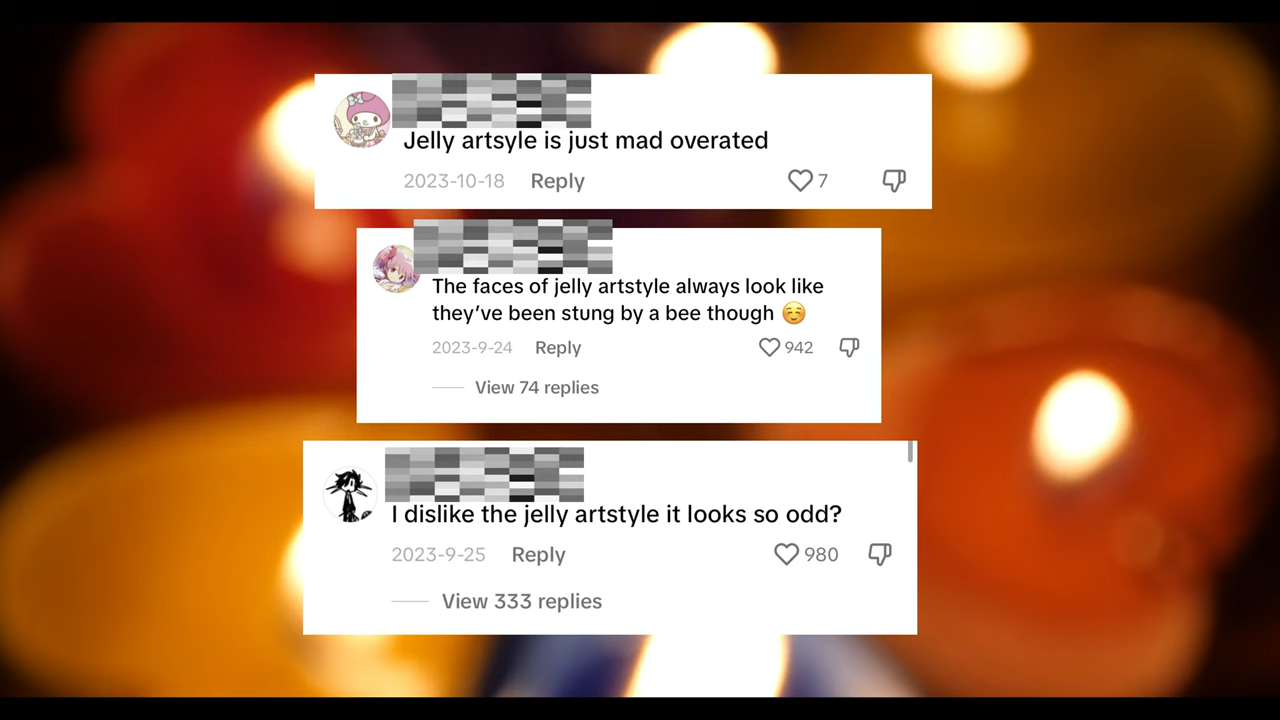 Jelly artsyle is just mad overated
2023-10-18 Reply 7
The faces of jelly artstyle always look like
they've been stung by a bee though ☺️
2023-9-24 Reply 942
View 74 replies
I dislike the jelly artstyle it looks so odd?
2023-9-25 Reply 980
View 333 replies